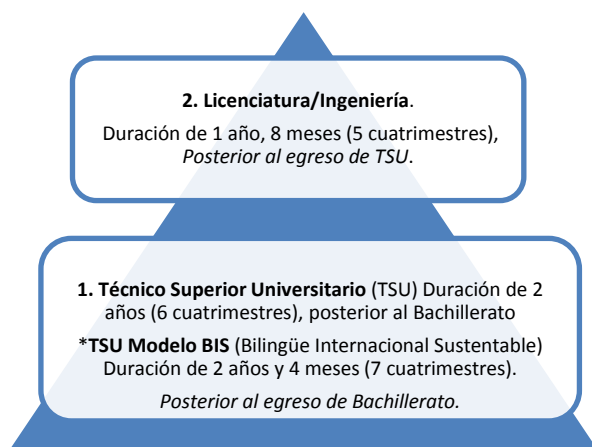 2. Licenciatura/Ingeniería.
Duración de 1 año, 8 meses (5 cuatrimestres),
Posterior al egreso de TSU.
1. Técnico Superior Universitario (TSU) Duración de 2
años (6 cuatrimestres), posterior al Bachillerato
*TSU Modelo BIS (Bilingüe Internacional Sustentable)
Duración de 2 años y 4 meses (7 cuatrimestres).
Posterior al egreso de Bachillerato.